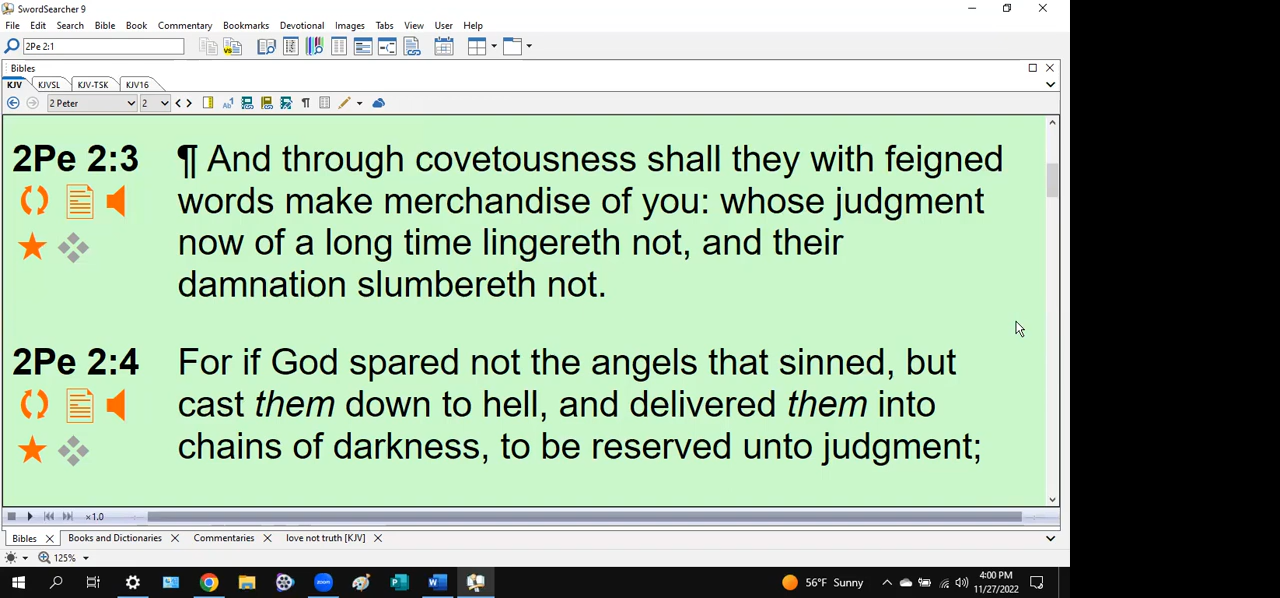 SwordSearcher 9
File Edit Search Bible Book Commentary Bookmarks Devotional Images Tabs View User Help
2Pe 2:1
Bibles
KJV KJVSL KJV-TSK KJV16
2 Peter 2
2Pe 2:3 ¶ And through covetousness shall they with feigned
words make merchandise of you: whose judgment
now of a long time lingereth not, and their
damnation slumbereth not.
2Pe 2:4 For if God spared not the angels that sinned, but
cast them down to hell, and delivered them into
chains of darkness, to be reserved unto judgment;
×1.0
Bibles Books and Dictionaries Commentaries love not truth [KJV]
125%
56°F Sunny 4:00 PM
11/27/2022